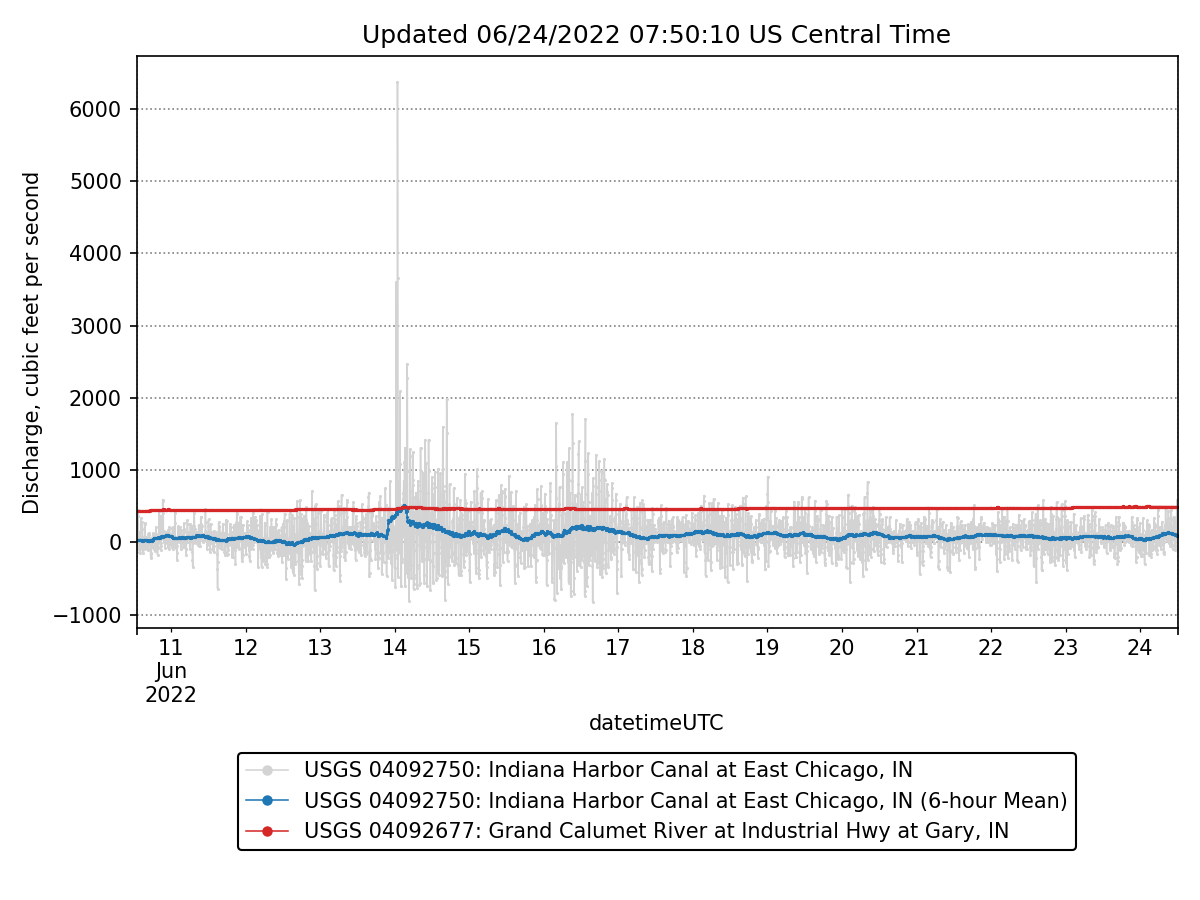 Updated 06/24/2022 07:50:10 US Central Time
Discharge, cubic feet per second
6000
5000
4000
3000
2000
1000
0
−1000
11 12 13 14 15 16 17 18 19 20 21 22 23 24
Jun
2022
datetimeUTC
USGS 04092750: Indiana Harbor Canal at East Chicago, IN
USGS 04092750: Indiana Harbor Canal at East Chicago, IN (6-hour Mean)
USGS 04092677: Grand Calumet River at Industrial Hwy at Gary, IN